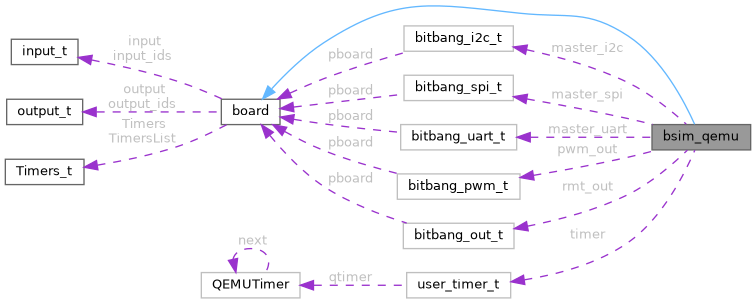 bitbang_i2c_t
input
input_ids
master_i2c
input_t
pboard
bitbang_spi_t
output
output_ids
pboard
master_spi
output_t
board
pboard
Timers
TimersList
bitbang_uart_t
master_uart
bsim_qemu
pboard
pwm_out
Timers_t
pboard
bitbang_pwm_t
rmt_out
bitbang_out_t
timer
next
qtimer
QEMUTimer
user_timer_t